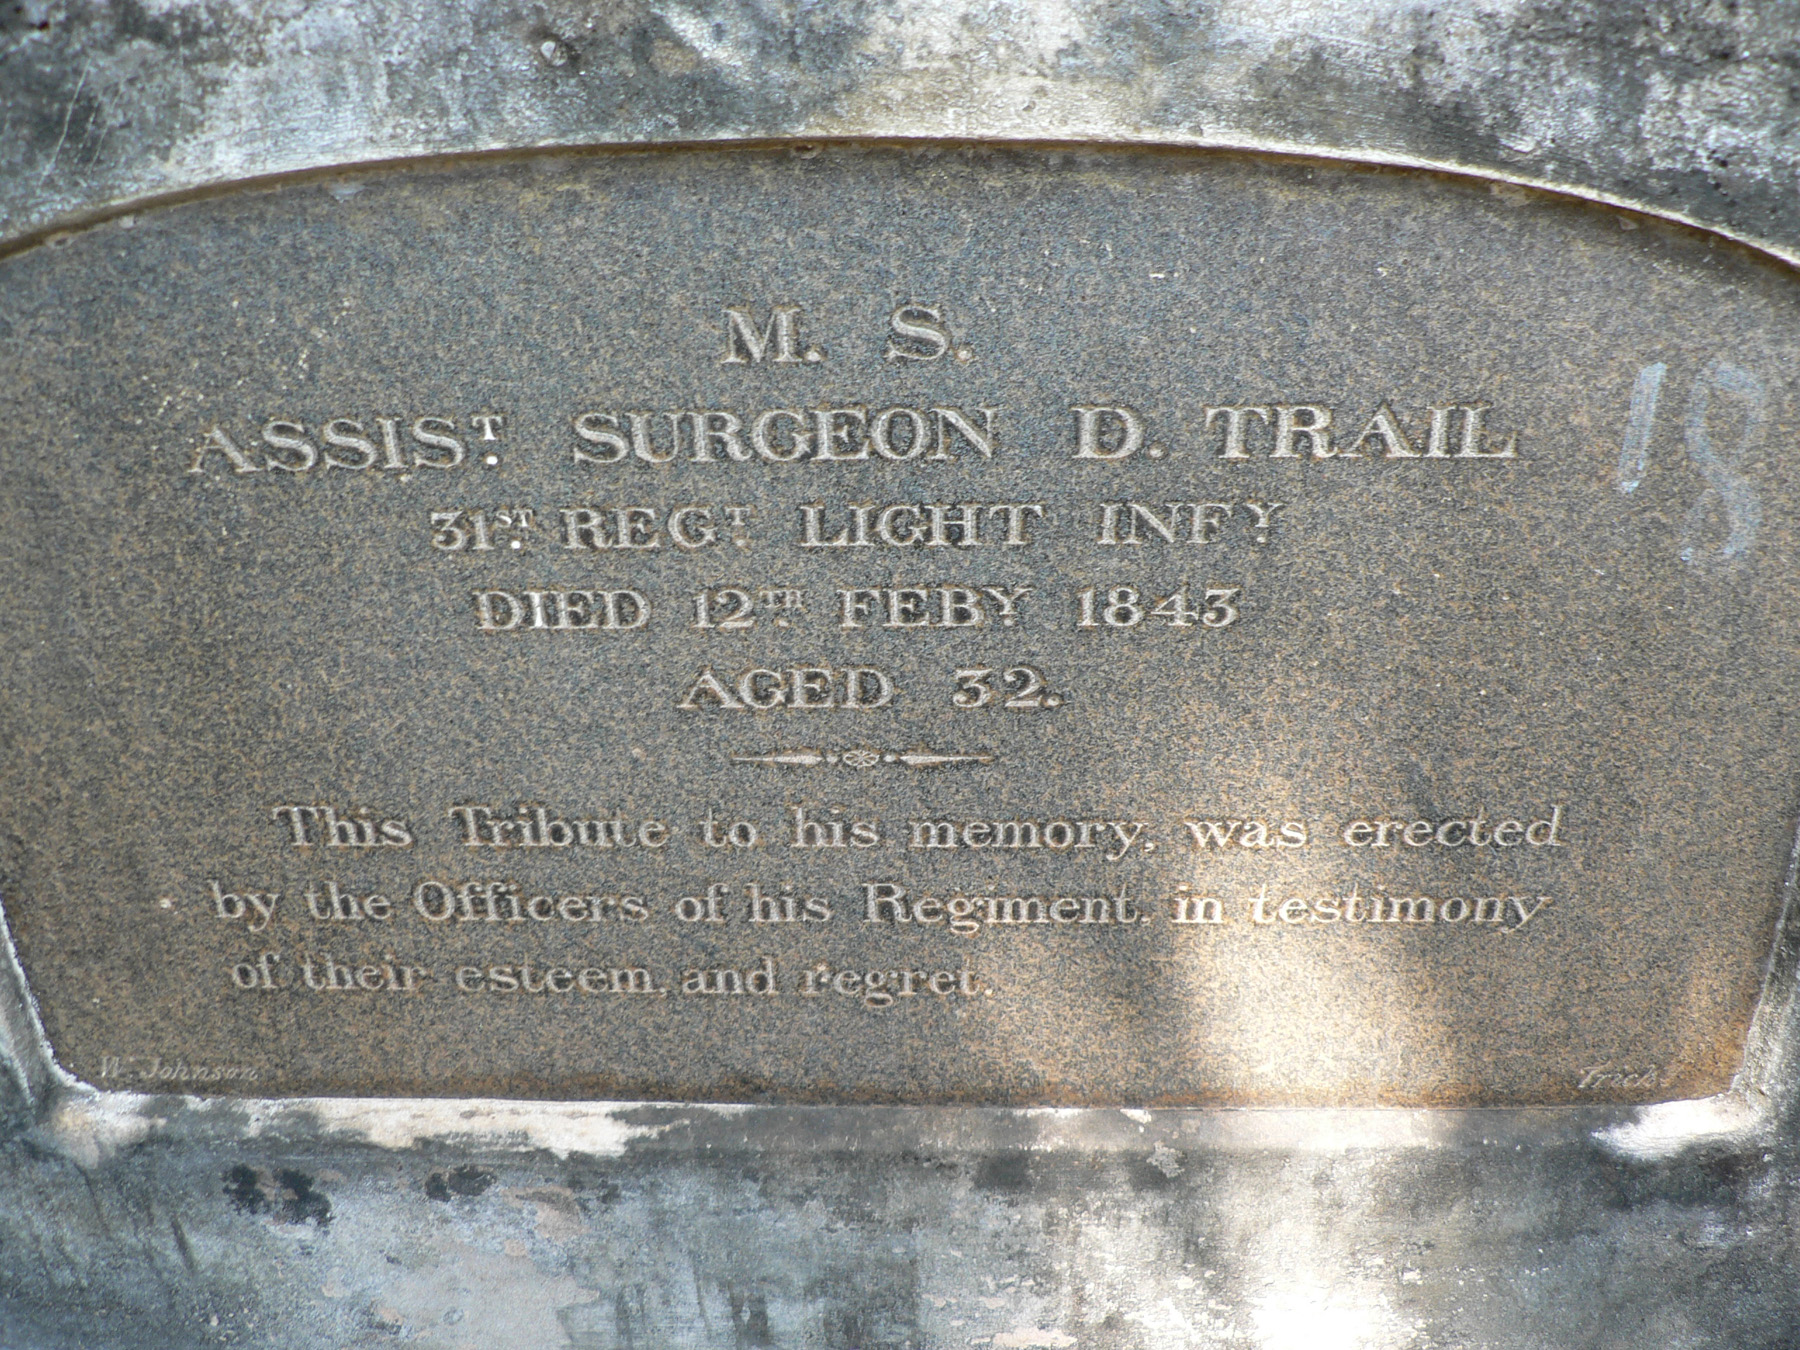 M. S.
ASSIST. SURGEON D. TRAIL
18
31ST. REGT. LIGHT INFY
DIED 12TH FEBY 1843
AGED 32.
This Tribute to his memory, was erected
by the Officers of his Regiment, in testimony
of their esteem, and regret.
W. Johnson